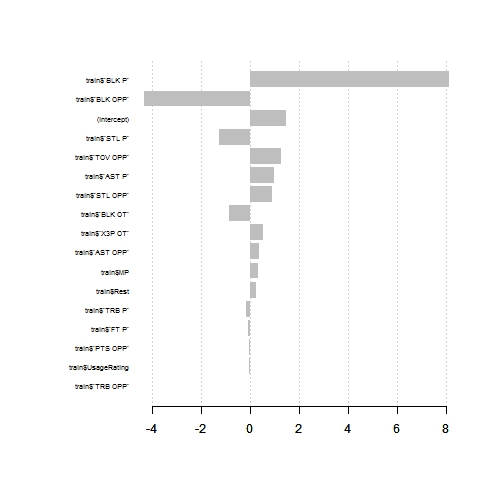 train$`BLK P`
train$`BLK OPP`
(Intercept)
train$`STL P`
train$`TOV OPP`
train$`AST P`
train$`STL OPP`
train$`BLK OT`
train$`X3P OT`
train$`AST OPP`
train$MP
train$Rest
train$`TRB P`
train$`FT P`
train$`PTS OPP`
train$UsageRating
train$`TRB OPP`
-4 -2 0 2 4 6 8